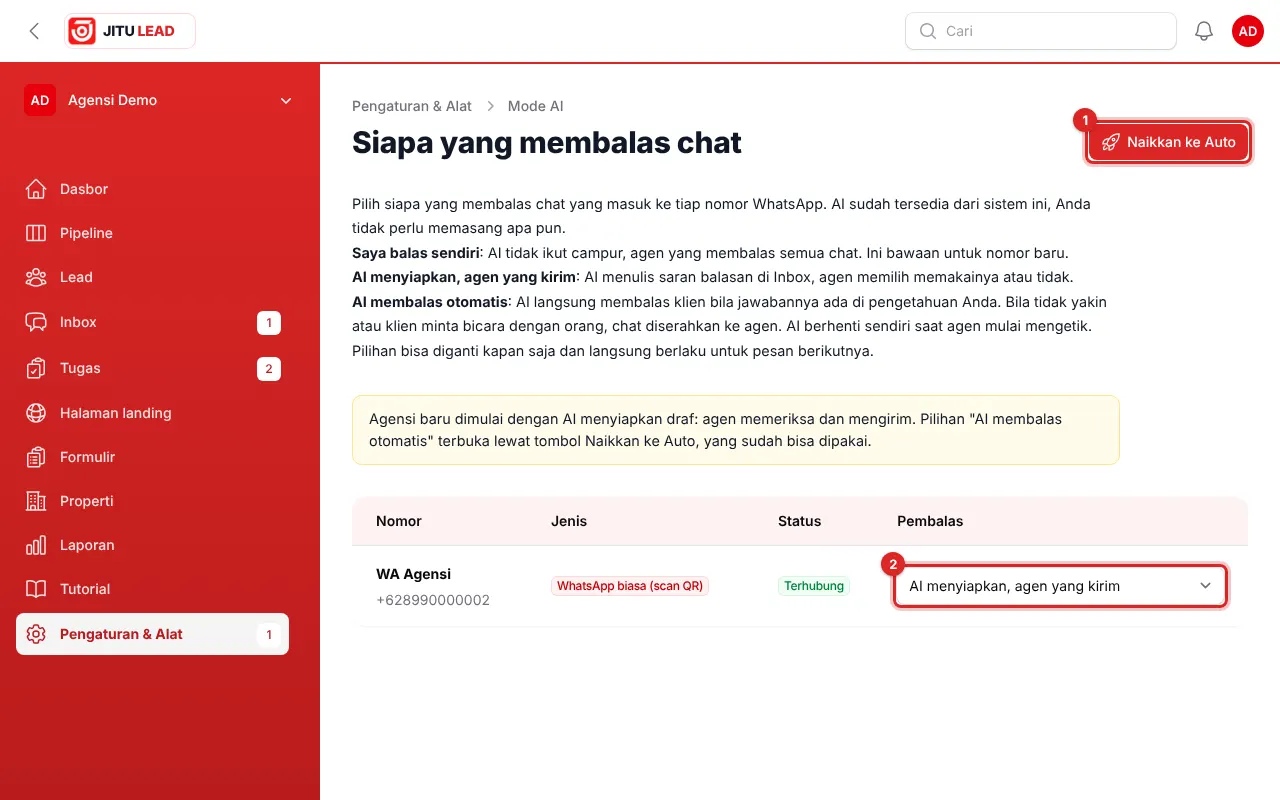 JITU LEAD
Cari
AD
AD
Agensi Demo
Dasbor
Pipeline
Lead
Inbox
1
Tugas
2
Halaman landing
Formulir
Properti
Laporan
Tutorial
Pengaturan & Alat
1
Pengaturan & Alat
Mode AI
Siapa yang membalas chat
1
Naikkan ke Auto
Pilih siapa yang membalas chat yang masuk ke tiap nomor WhatsApp. AI sudah tersedia dari sistem ini, Anda
tidak perlu memasang apa pun.
Saya balas sendiri: AI tidak ikut campur, agen yang membalas semua chat. Ini bawaan untuk nomor baru.
AI menyiapkan, agen yang kirim: AI menulis saran balasan di Inbox, agen memilih memakainya atau tidak.
AI membalas otomatis: AI langsung membalas klien bila jawabannya ada di pengetahuan Anda. Bila tidak yakin
atau klien minta bicara dengan orang, chat diserahkan ke agen. AI berhenti sendiri saat agen mulai mengetik.
Pilihan bisa diganti kapan saja dan langsung berlaku untuk pesan berikutnya.
Agensi baru dimulai dengan AI menyiapkan draf: agen memeriksa dan mengirim. Pilihan "AI membalas
otomatis" terbuka lewat tombol Naikkan ke Auto, yang sudah bisa dipakai.
Nomor
Jenis
Status
Pembalas
WA Agensi
+628990000002
WhatsApp biasa (scan QR)
Terhubung
2
AI menyiapkan, agen yang kirim